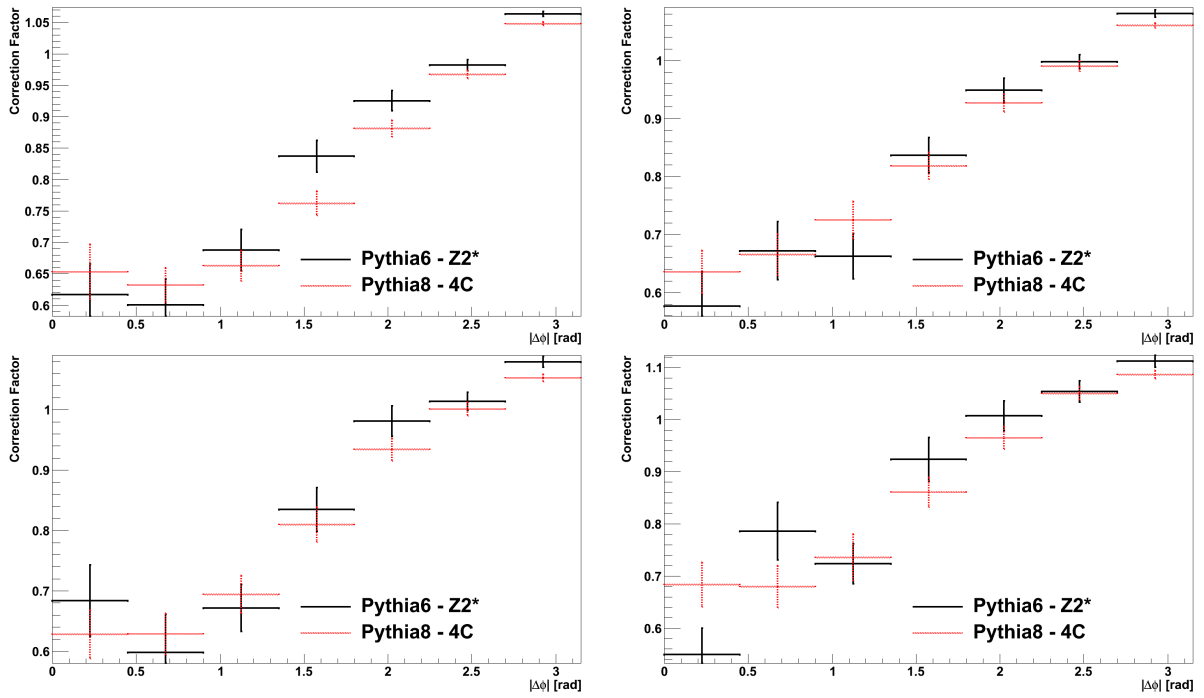 Correction Factor
1.05
1
0.95
0.9
0.85
0.8
0.75
0.7
0.65
0.6
Pythia6 - Z2*
Pythia8 - 4C
0 0.5 1 1.5 2 2.5 3
|Δϕ| [rad]
Correction Factor
1
0.9
0.8
0.7
0.6
Pythia6 - Z2*
Pythia8 - 4C
0 0.5 1 1.5 2 2.5 3
|Δϕ| [rad]
Correction Factor
1
0.9
0.8
0.7
0.6
Pythia6 - Z2*
Pythia8 - 4C
0 0.5 1 1.5 2 2.5 3
|Δϕ| [rad]
Correction Factor
1.1
1
0.9
0.8
0.7
0.6
Pythia6 - Z2*
Pythia8 - 4C
0 0.5 1 1.5 2 2.5 3
|Δϕ| [rad]